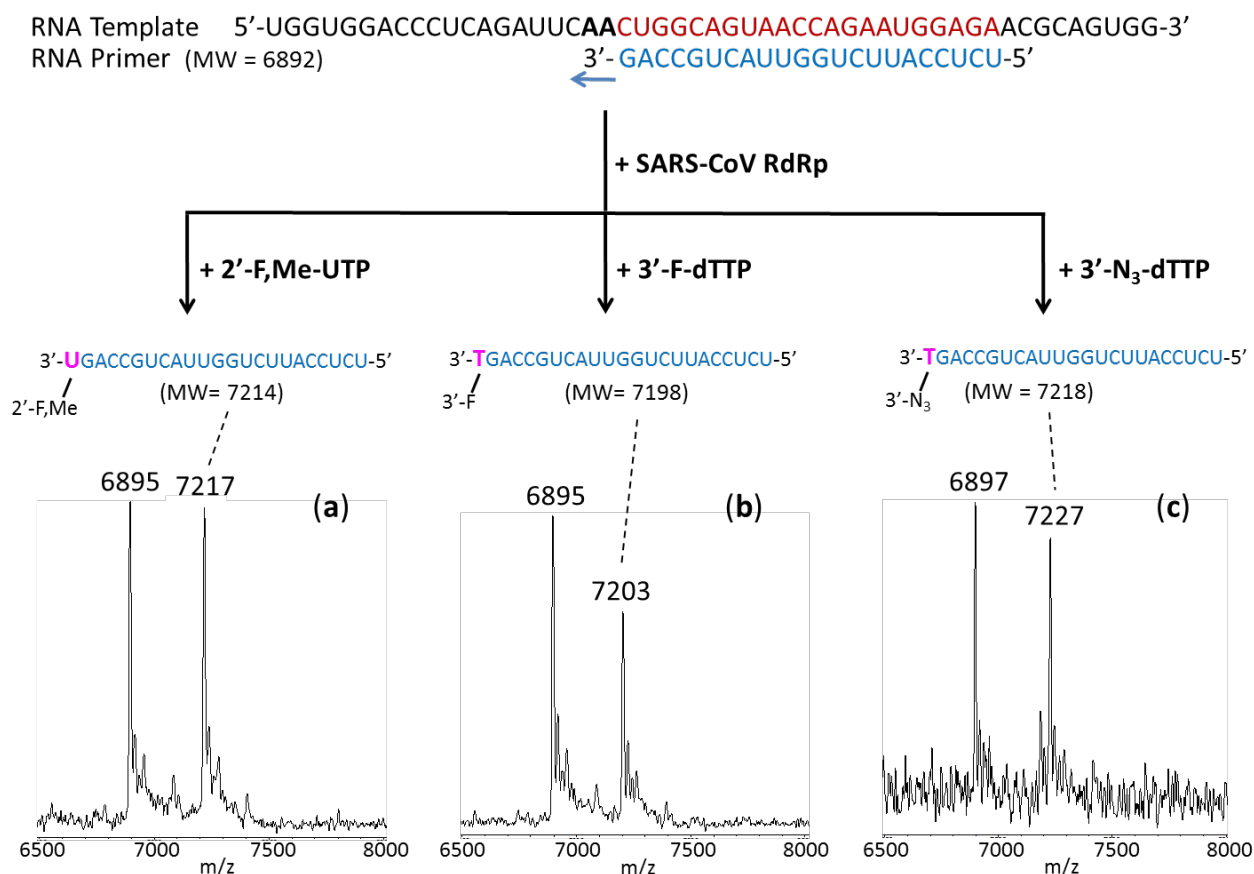 RNA Template 5’-UGGUGGACCCUCAGAUUCAACUGGCAGUAACCAGAAUGGAGAACGCAGUGG-3’
RNA Primer (MW = 6892) 3’- GACCGUCAUUGGUCUUACCUCU-5’
+ SARS-CoV RdRp
+ 2’-F,Me-UTP
+ 3’-F-dTTP
+ 3’-N₃-dTTP
3’-UGACCGUCAUUGGUCUUACCUCU-5’
2’-F,Me
(MW= 7214)
3’-TGACCGUCAUUGGUCUUACCUCU-5’
3’-F
(MW= 7198)
3’-TGACCGUCAUUGGUCUUACCUCU-5’
3’-N₃
(MW = 7218)
6895 7217 (a)
6500 7000 7500 8000
m/z
6895 (b)
7203
6500 7000 7500 8000
m/z
6897 (c)
7227
6500 7000 7500 8000
m/z